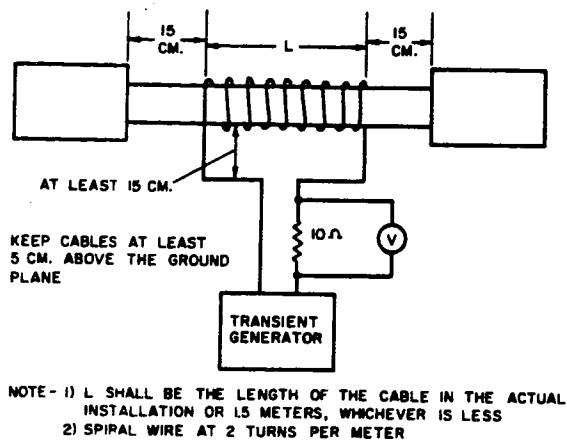 15
CM.
L
15
CM.
AT LEAST 15 CM.
KEEP CABLES AT LEAST
5 CM. ABOVE THE GROUND
PLANE
10 Ω
V
TRANSIENT
GENERATOR
NOTE - 1) L SHALL BE THE LENGTH OF THE CABLE IN THE ACTUAL
INSTALLATION OR 1.5 METERS, WHICHEVER IS LESS
2) SPIRAL WIRE AT 2 TURNS PER METER